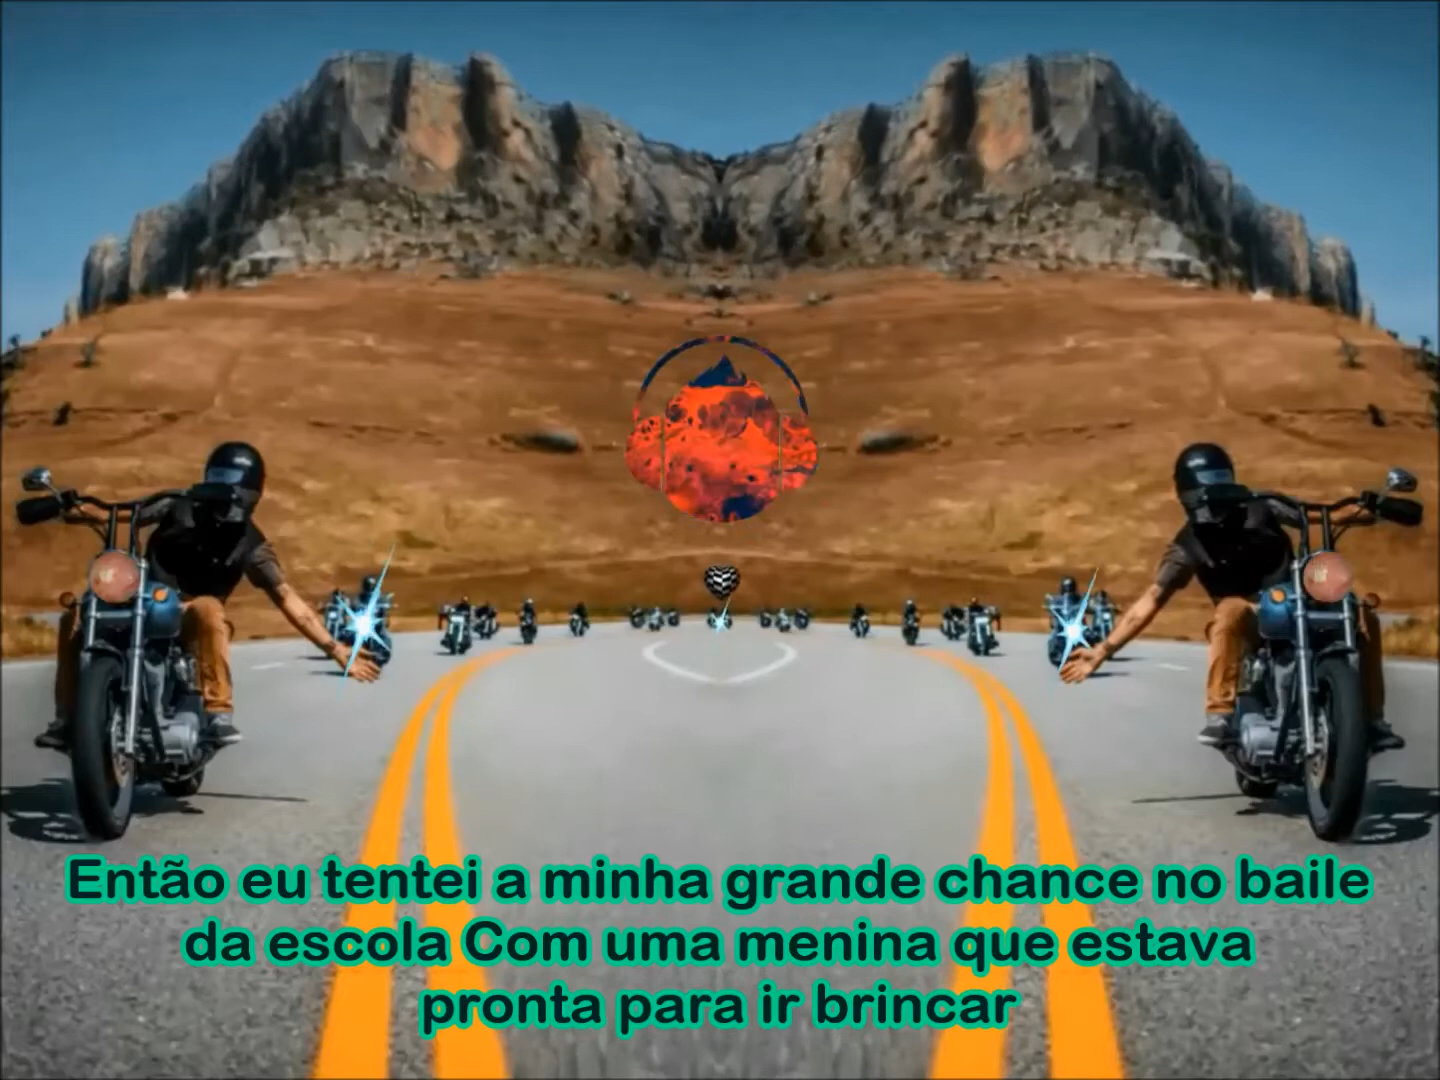 Então eu tentei a minha grande chance no baile
da escola Com uma menina que estava
pronta para ir brincar